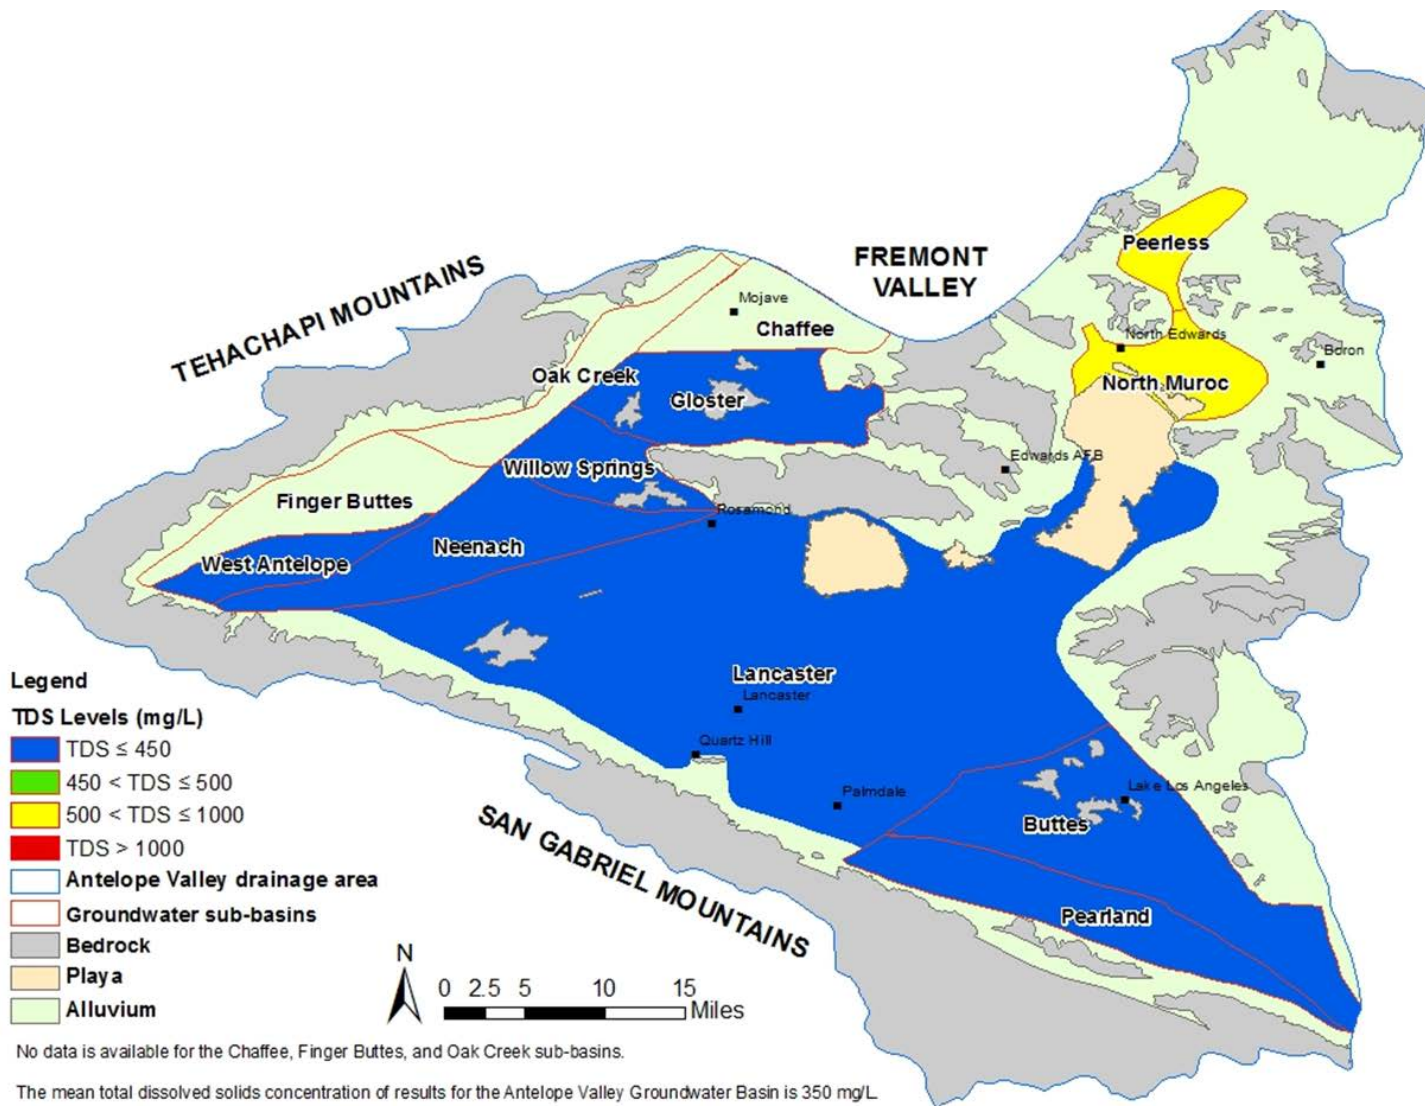 Peerless
FREMONT
VALLEY
TEHACHAPI MOUNTAINS
Mojave
Chaffee
North Edwards
Boron
Oak Creek
North Muroc
Gloster
Edwards AFB
Willow Springs
Finger Buttes
Rosamond
Neenach
West Antelope
Lancaster
Lancaster
Quartz Hill
Palmdale
Lake Los Angeles
Buttes
SAN GABRIEL MOUNTAINS
Pearland
Legend
TDS Levels (mg/L)
TDS ≤ 450
450 < TDS ≤ 500
500 < TDS ≤ 1000
TDS > 1000
Antelope Valley drainage area
Groundwater sub-basins
Bedrock
Playa
Alluvium
N
0 2.5 5 10 15
Miles
No data is available for the Chaffee, Finger Buttes, and Oak Creek sub-basins.
The mean total dissolved solids concentration of results for the Antelope Valley Groundwater Basin is 350 mg/L.